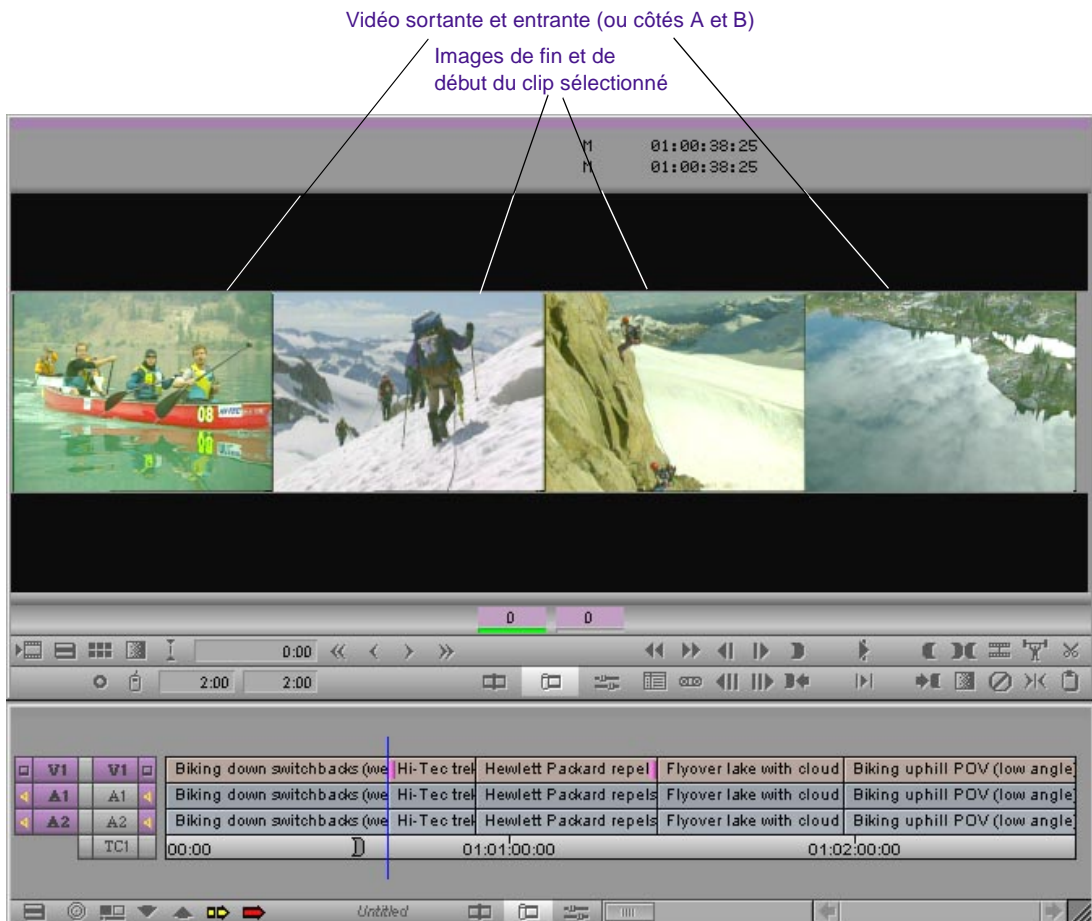 Vidéo sortante et entrante (ou côtés A et B)
Images de fin et de
début du clip sélectionné
M 01:00:38:25
M 01:00:38:25
08
0 0
0:00
2:00 2:00
V1 V1 Biking down switchbacks (we Hi-Tec trek Hewlett Packard repel Flyover lake with cloud Biking uphill POV (low angle)
A1 A1 Biking down switchbacks (we Hi-Tec trek Hewlett Packard repels Flyover lake with cloud Biking uphill POV (low angle)
A2 A2 Biking down switchbacks (we Hi-Tec trek Hewlett Packard repels Flyover lake with cloud Biking uphill POV (low angle)
TC1 00:00 01:01:00:00 01:02:00:00
Untitled